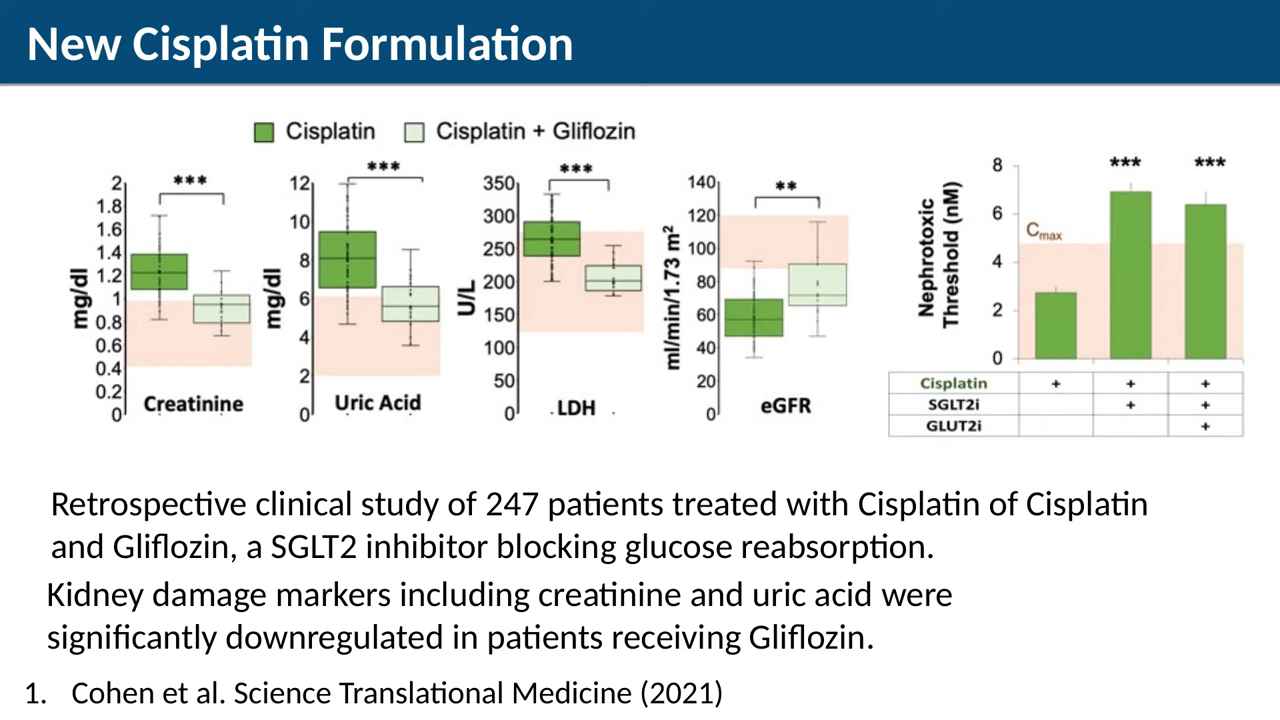 New Cisplatin Formulation
Cisplatin Cisplatin + Gliflozin
***
2
1.8
1.6
1.4
1.2
1
0.8
0.6
0.4
0.2
0
mg/dl
Creatinine
***
12
10
8
6
4
2
0
mg/dl
Uric Acid
***
350
300
250
200
150
100
50
0
U/L
LDH
**
140
120
100
80
60
40
20
0
ml/min/1.73 m²
eGFR
*** ***
8
6
4
2
0
Nephrotoxic
Threshold (nM)
Cmax
Cisplatin + + +
SGLT2i + +
GLUT2i +
Retrospective clinical study of 247 patients treated with Cisplatin of Cisplatin
and Gliflozin, a SGLT2 inhibitor blocking glucose reabsorption.
Kidney damage markers including creatinine and uric acid were
significantly downregulated in patients receiving Gliflozin.
1. Cohen et al. Science Translational Medicine (2021)